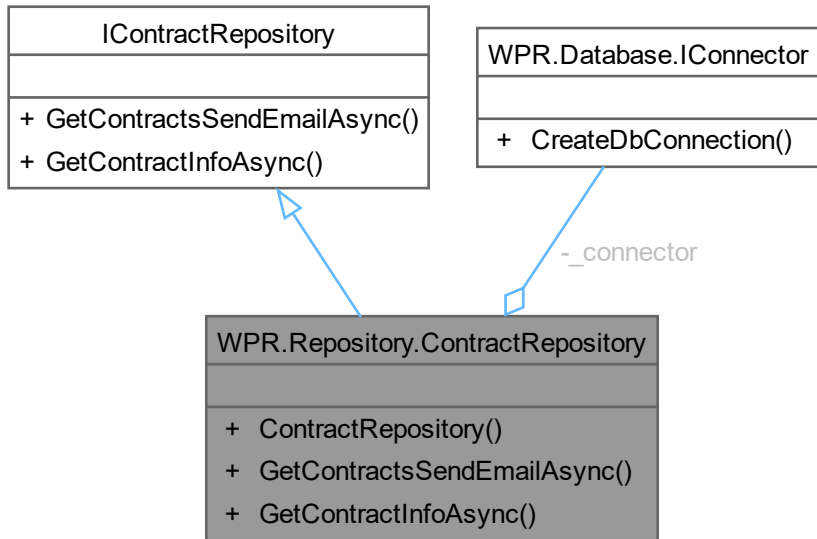 IContractRepository
+ GetContractsSendEmailAsync()
+ GetContractInfoAsync()
WPR.Database.IConnector
+ CreateDbConnection()
-_connector
WPR.Repository.ContractRepository
+ ContractRepository()
+ GetContractsSendEmailAsync()
+ GetContractInfoAsync()